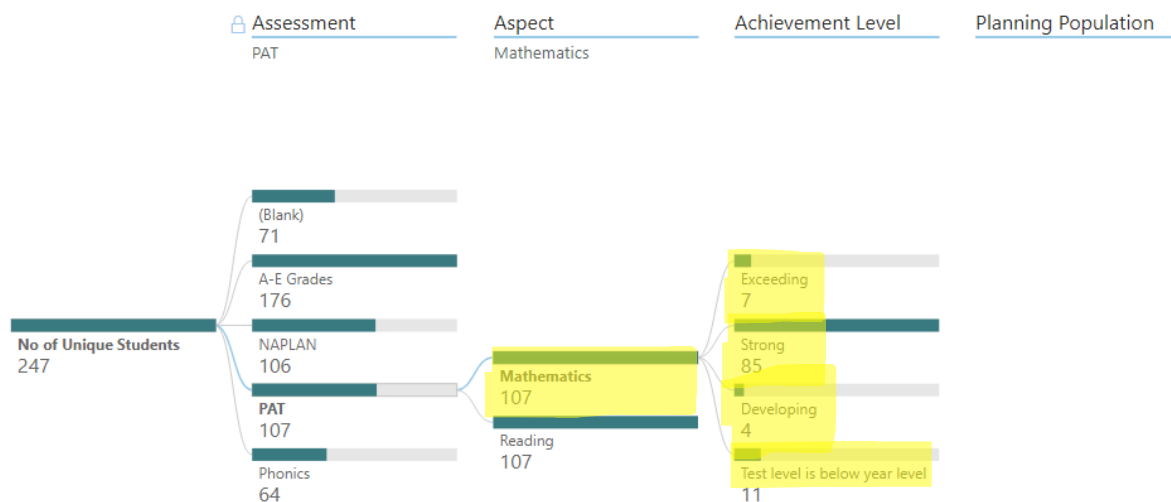 Assessment
Aspect
Achievement Level
Planning Population
PAT
Mathematics
(Blank)
71
A-E Grades
176
No of Unique Students
247
NAPLAN
106
PAT
107
Phonics
64
Mathematics
107
Reading
107
Exceeding
7
Strong
85
Developing
4
Test level is below year level
11